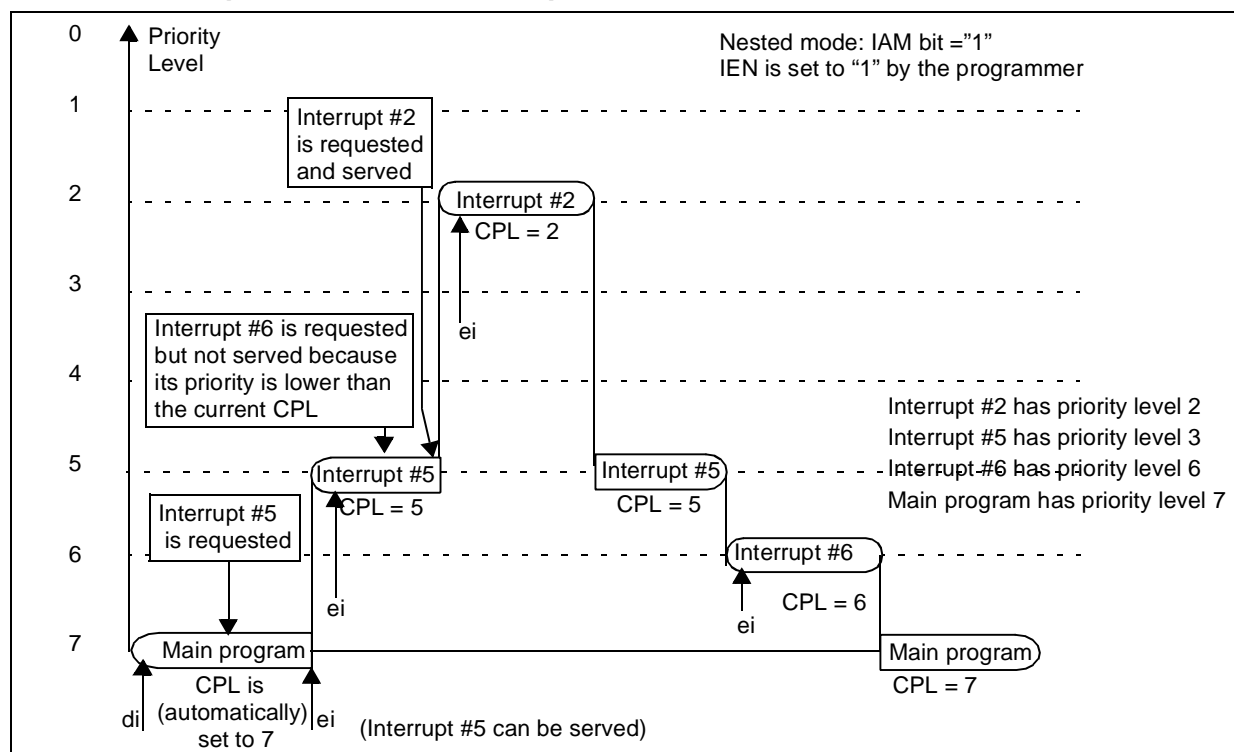 0
Priority
Level
Nested mode: IAM bit =”1”
IEN is set to “1” by the programmer
1
Interrupt #2
is requested
and served
2
Interrupt #2
CPL = 2
3
ei
Interrupt #6 is requested
but not served because
its priority is lower than
the current CPL
4
Interrupt #2 has priority level 2
Interrupt #5 has priority level 3
Interrupt #6 has priority level 6
Main program has priority level 7
5
Interrupt #5
CPL = 5
Interrupt #5
CPL = 5
Interrupt #5
is requested
6
Interrupt #6
CPL = 6
ei
ei
7
Main program
Main program
CPL = 7
CPL is
(automatically)
set to 7
di
ei
(Interrupt #5 can be served)